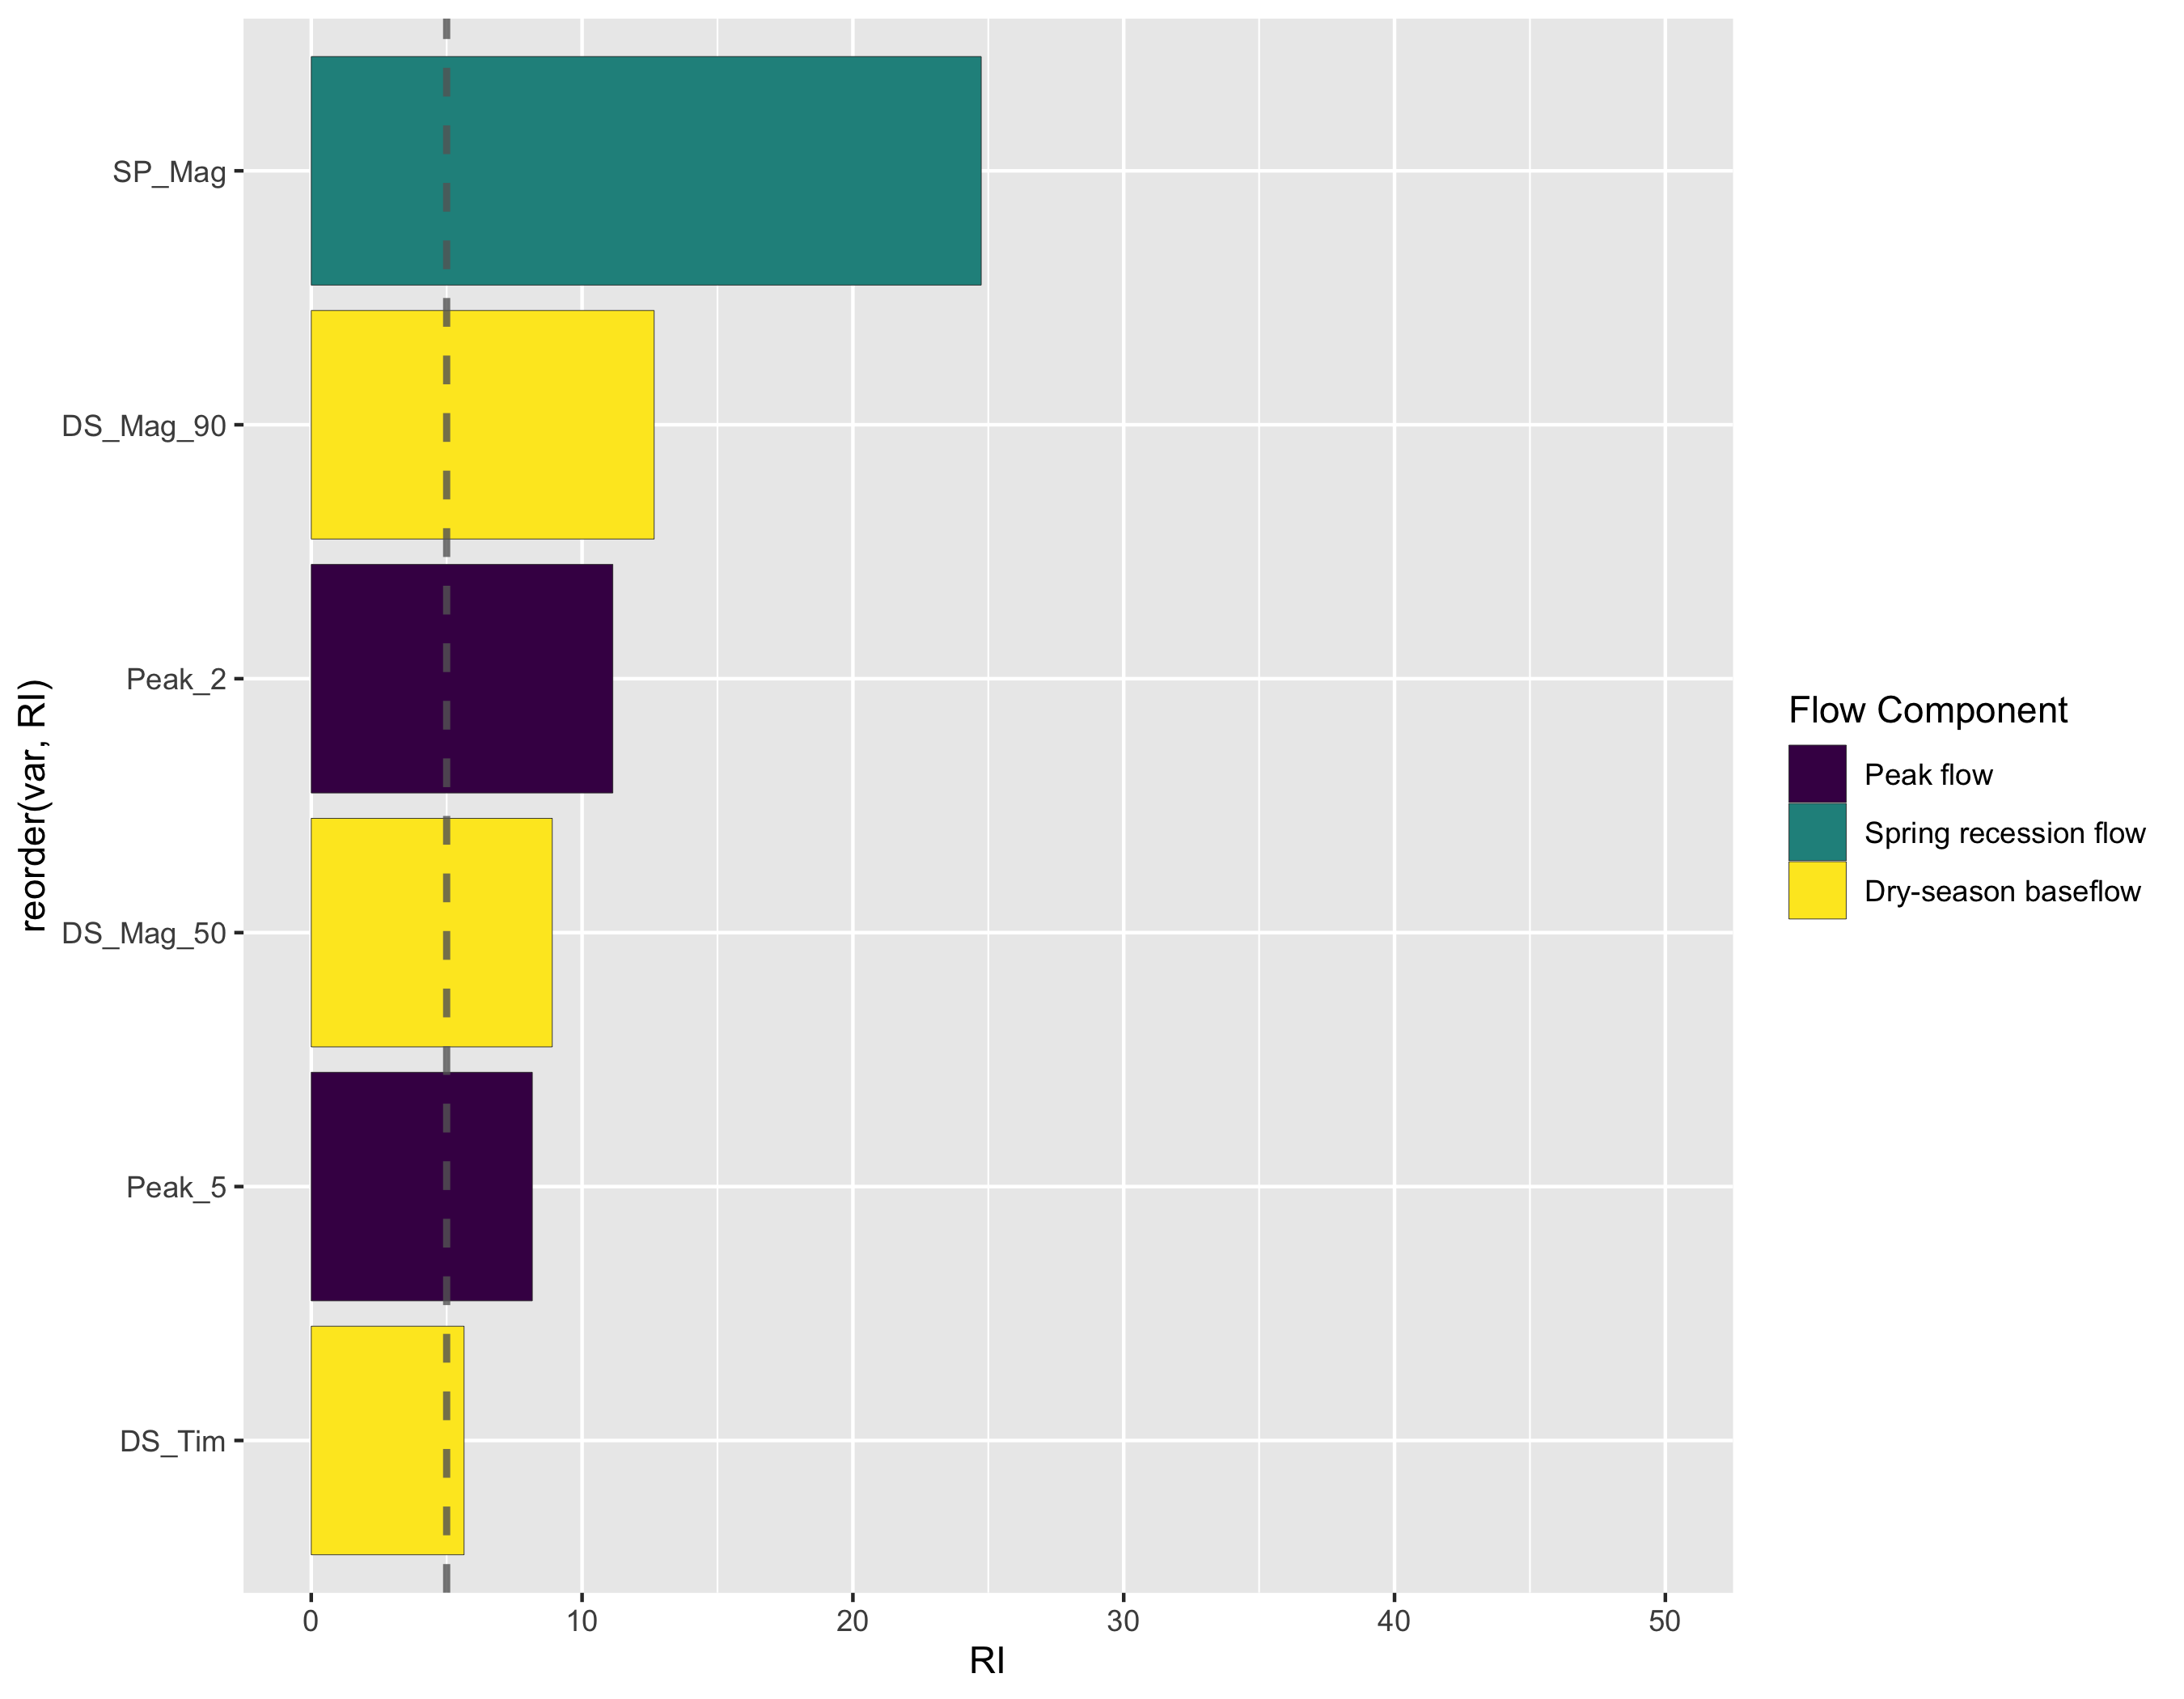 reorder(var, RI)
SP_Mag
DS_Mag_90
Peak_2
DS_Mag_50
Peak_5
DS_Tim
0 10 20 30 40 50
RI
Flow Component
Peak flow
Spring recession flow
Dry-season baseflow